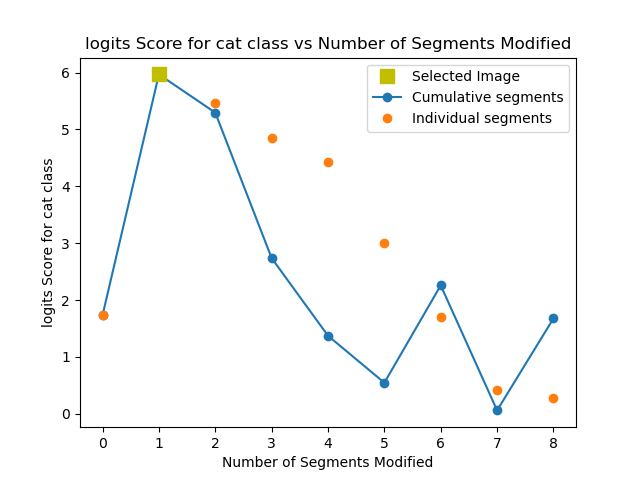 logits Score for cat class vs Number of Segments Modified
Selected Image
Cumulative segments
Individual segments
logits Score for cat class
6
5
4
3
2
1
0
0 1 2 3 4 5 6 7 8
Number of Segments Modified